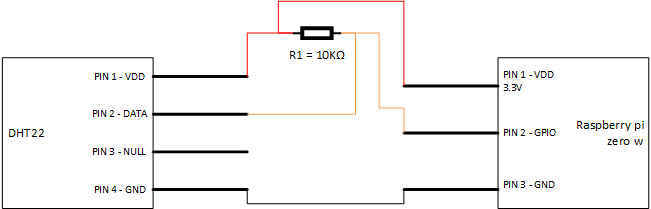 R1 = 10KΩ
DHT22
PIN 1 - VDD
PIN 2 - DATA
PIN 3 - NULL
PIN 4 - GND
PIN 1 - VDD
3.3V
PIN 2 - GPIO
PIN 3 - GND
Raspberry pi
zero w